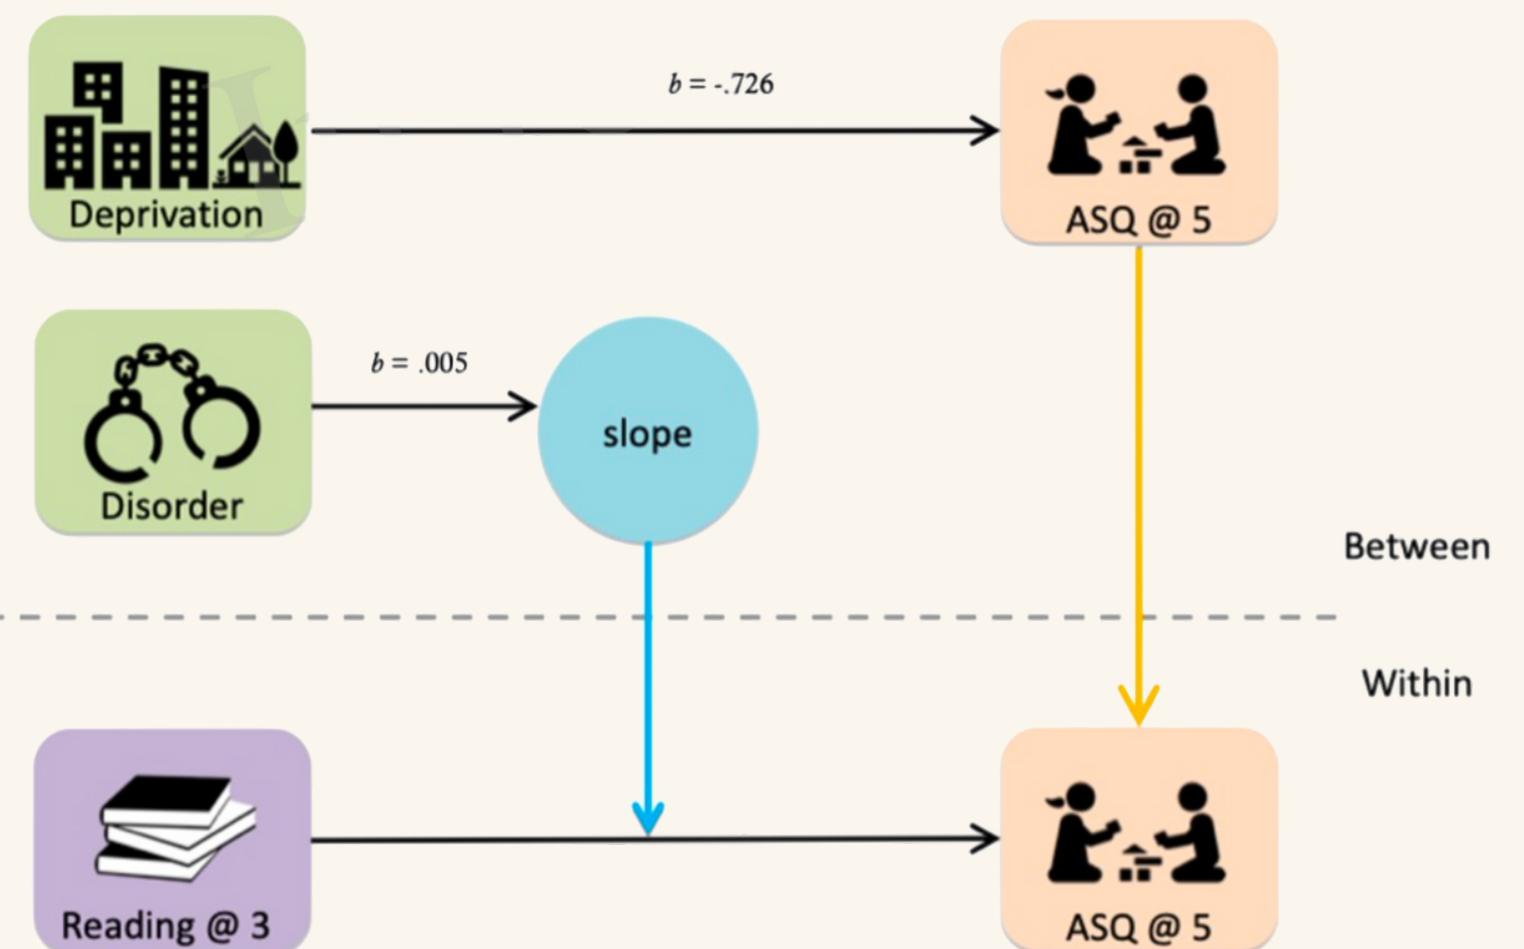 b = -.726
Deprivation
ASQ @ 5
b = .005
slope
Disorder
Between
Within
Reading @ 3
ASQ @ 5